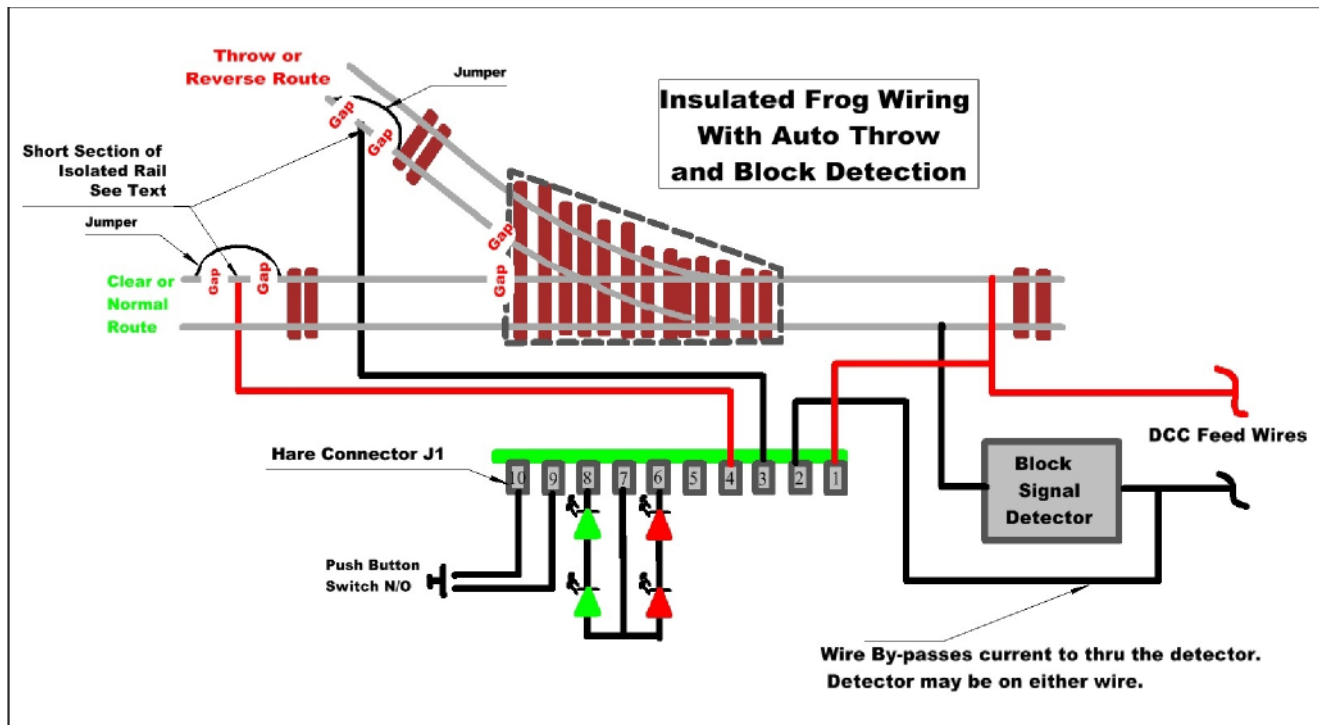 Throw or
Reverse Route
Jumper
Gap
Gap
Insulated Frog Wiring
With Auto Throw
and Block Detection
Short Section of
Isolated Rail
See Text
Jumper
Gap
Gap
Gap
Gap
Clear or
Normal
Route
DCC Feed Wires
Hare Connector J1
10
9
8
7
6
5
4
3
2
1
Block
Signal
Detector
Push Button
Switch N/O
Wire By-passes current to thru the detector.
Detector may be on either wire.